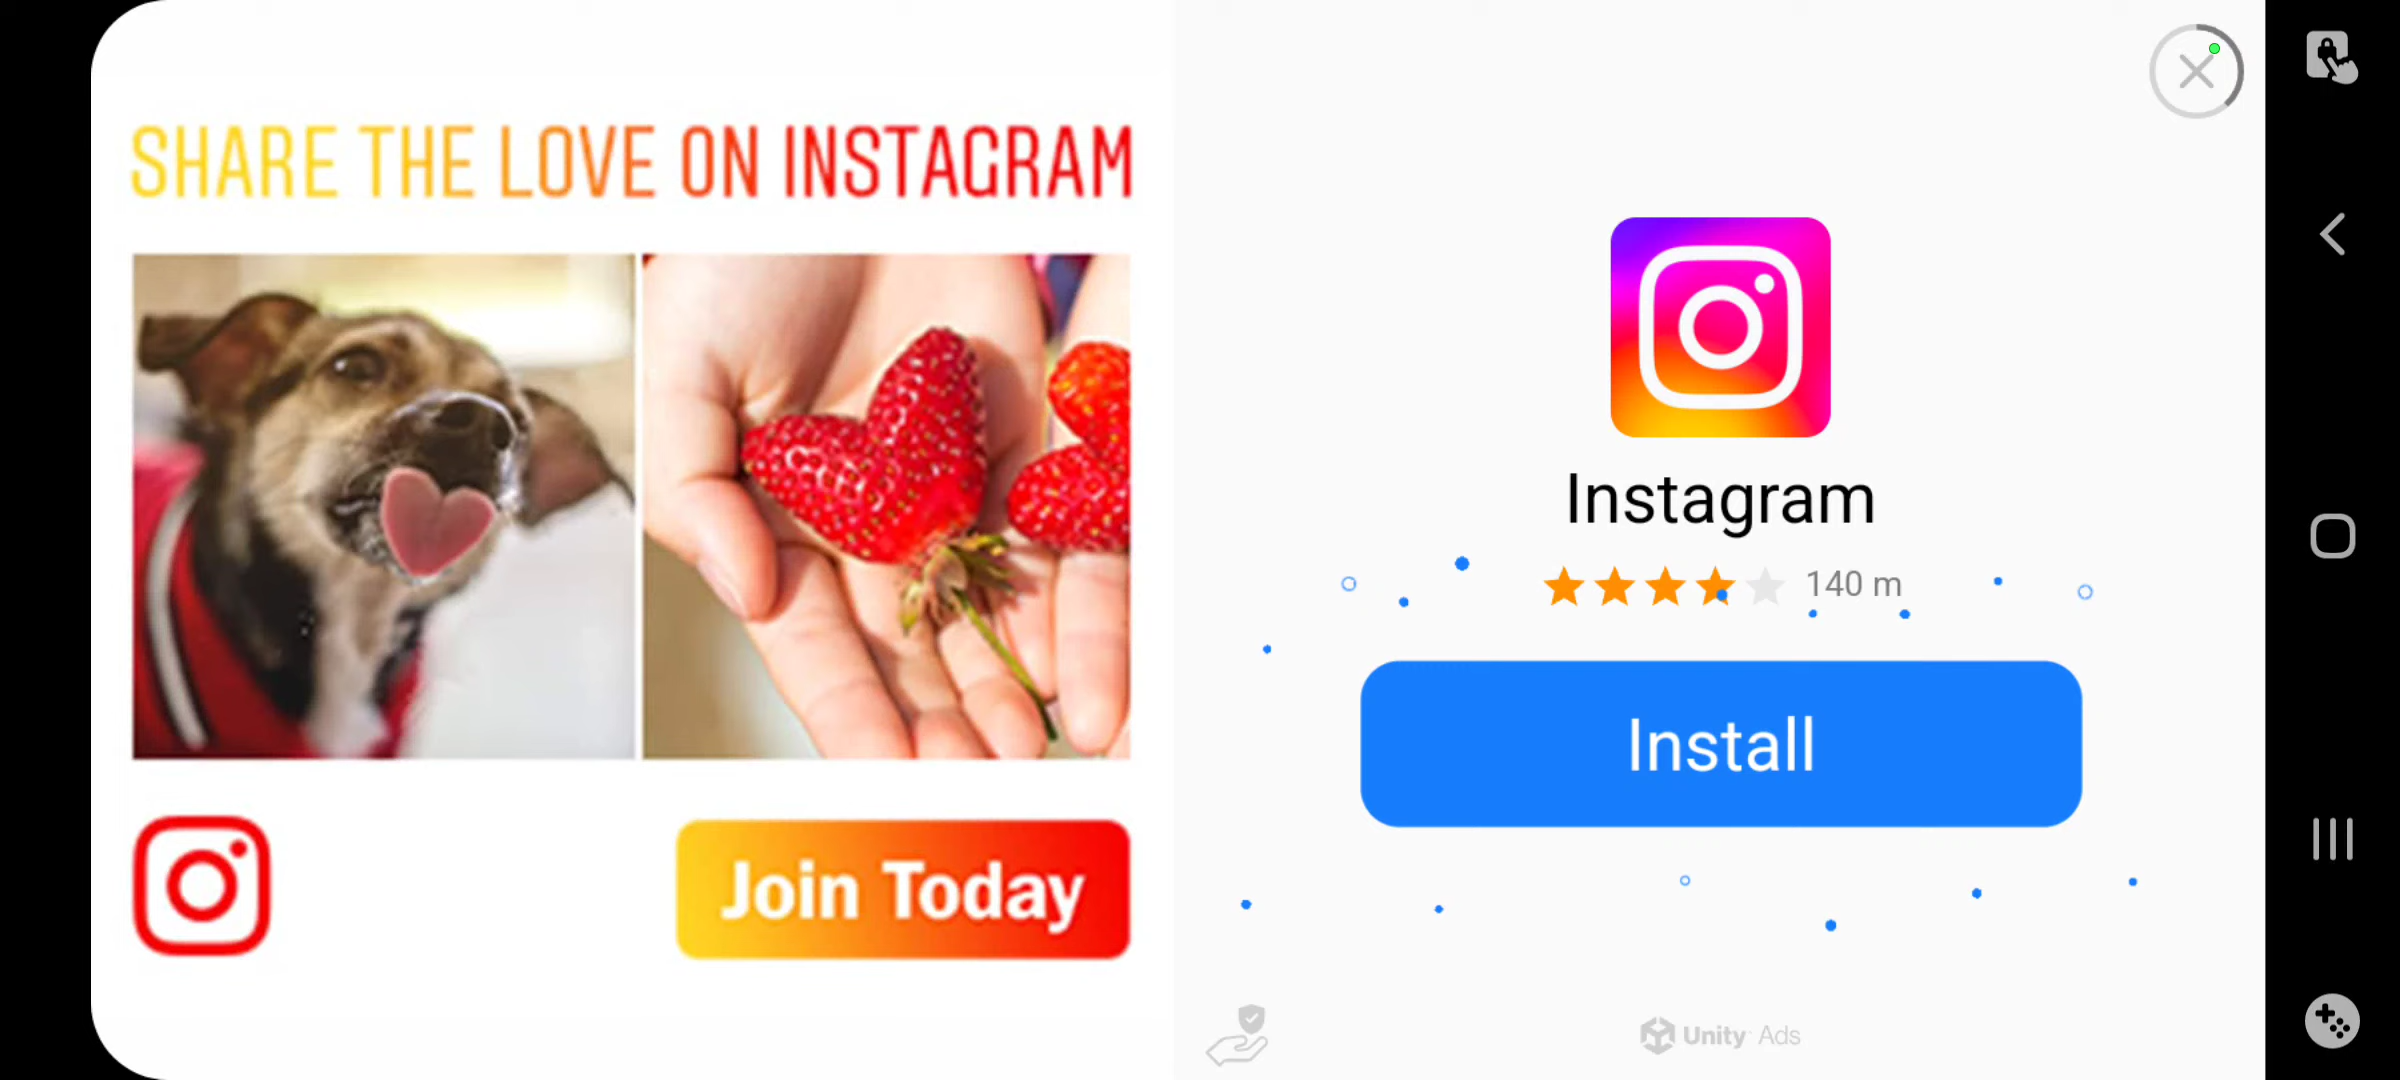 SHARE THE LOVE ON INSTAGRAM
Join Today
Instagram
140 m
Install
Unity Ads